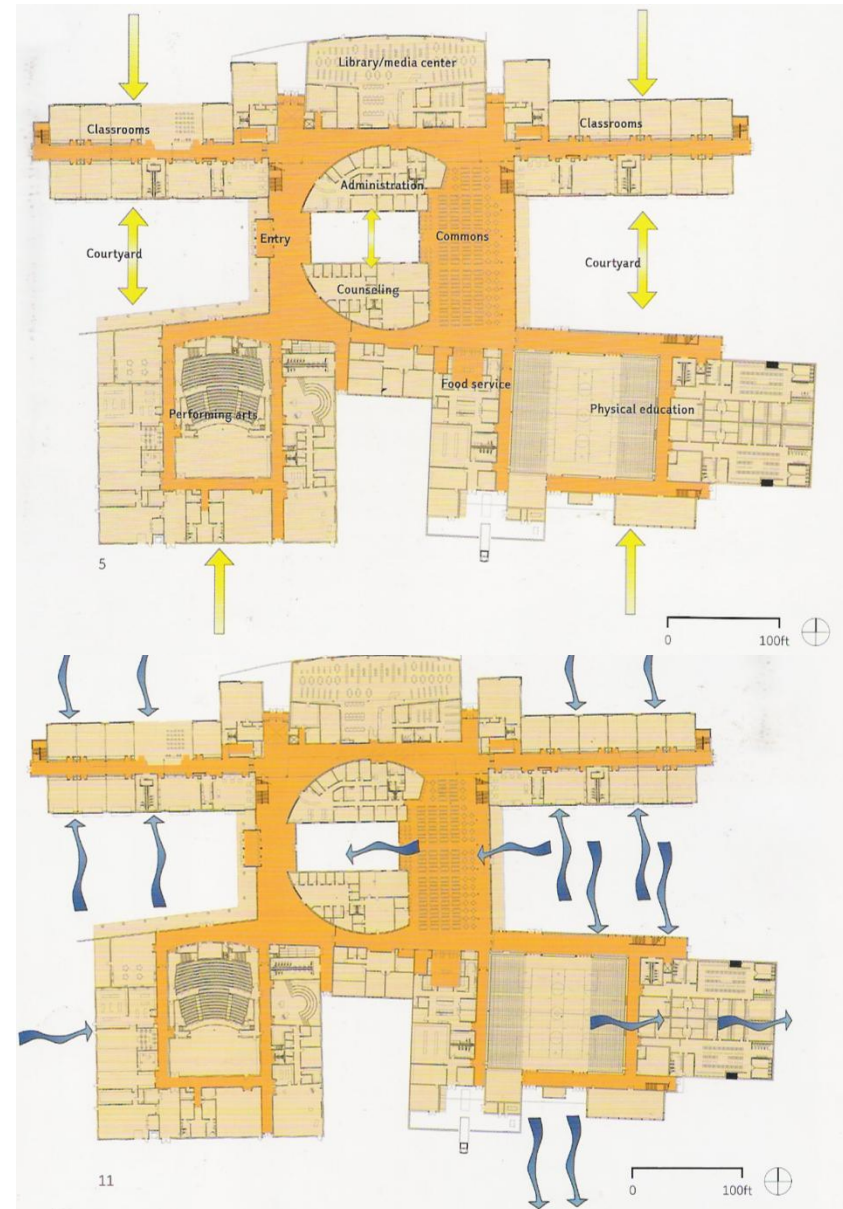 Library/media center
Classrooms
Classrooms
Administration
Entry
Commons
Courtyard
Courtyard
Counseling
Food service
Performing arts
Physical education
5
0 100ft
11
0 100ft